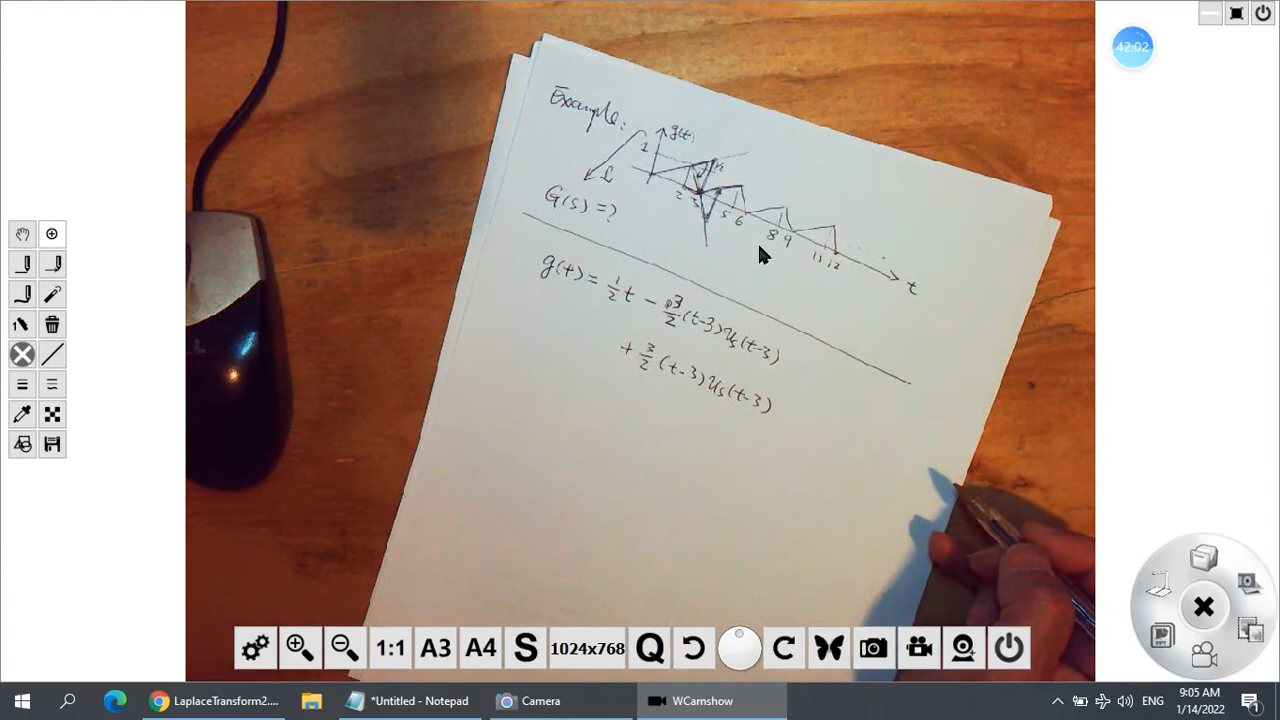 42:02
Example:
g(t)
1
2 3 5 6 8 9 11 12
t
G(s) = ?
g(t) = 1/2 t - 3/2 (t-3) us(t-3)
+ 3/2 (t-3) us(t-3)
1:1 A3 A4 S 1024x768 Q
PPT
LaplaceTransform2.... *Untitled - Notepad Camera WCamshow
ENG
9:05 AM
1/14/2022
1